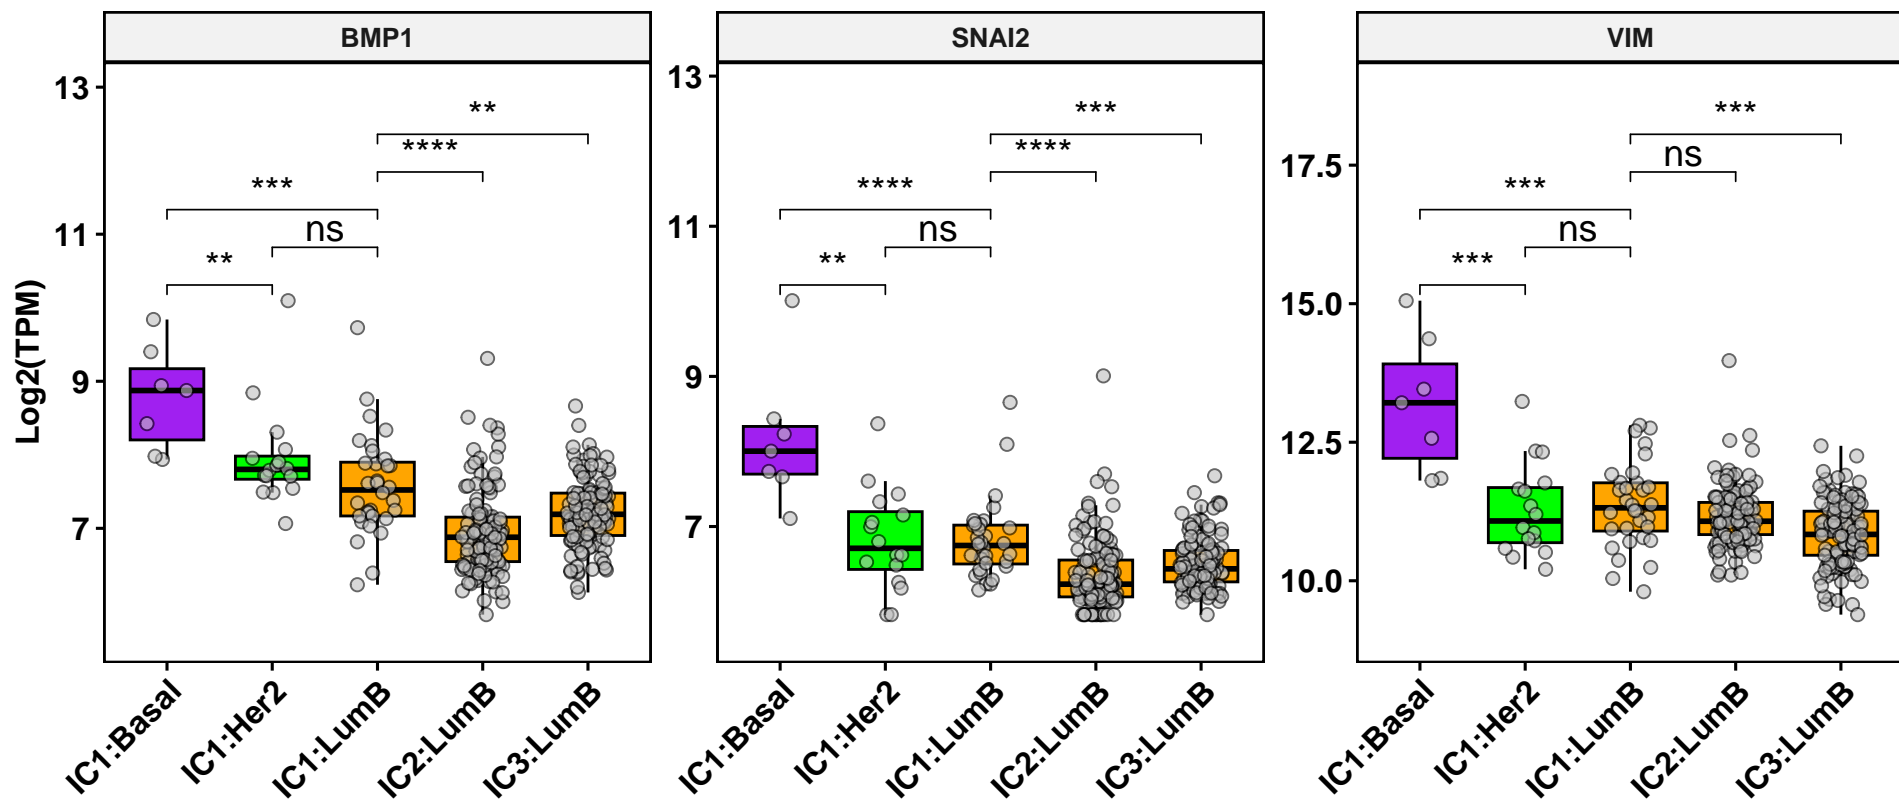 BMP1
SNAI2
VIM
Log2(TPM)
13
11
9
7
**
****
***
ns
**
13
11
9
7
***
****
****
ns
**
17.5
15.0
12.5
10.0
***
ns
***
ns
***
IC1:Basal
IC1:Her2
IC1:LumB
IC2:LumB
IC3:LumB
IC1:Basal
IC1:Her2
IC1:LumB
IC2:LumB
IC3:LumB
IC1:Basal
IC1:Her2
IC1:LumB
IC2:LumB
IC3:LumB